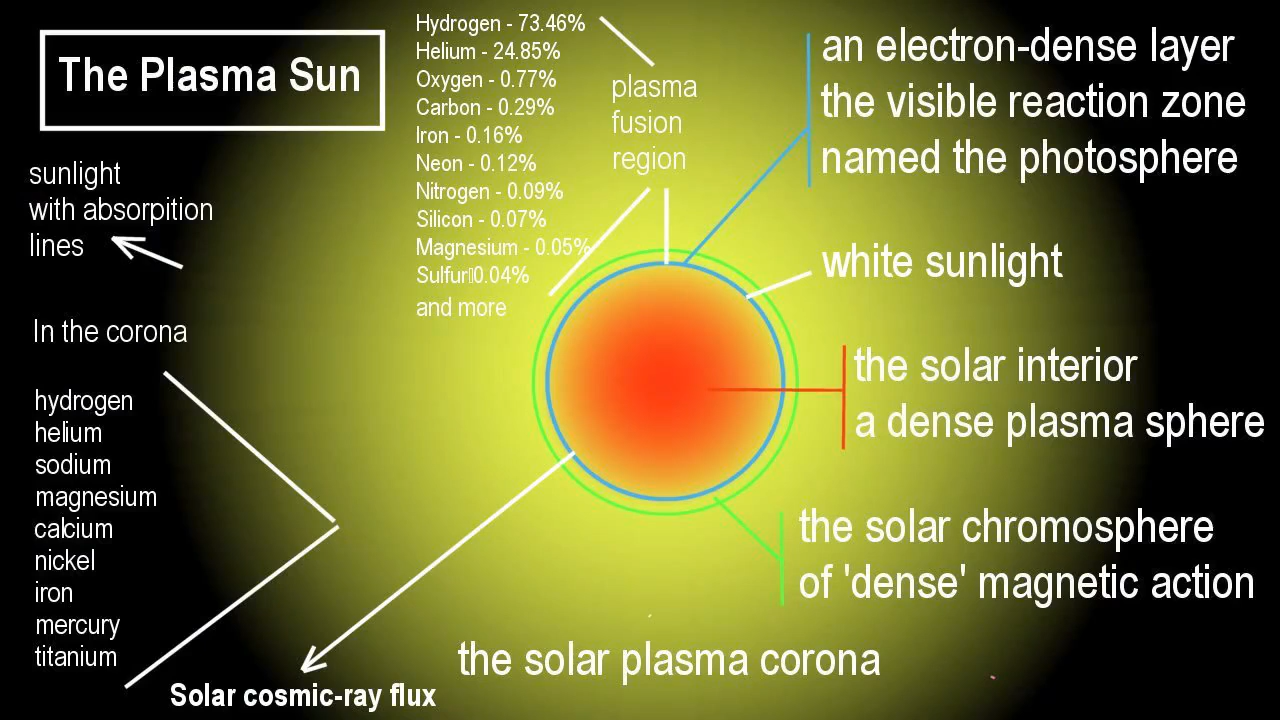 The Plasma Sun
sunlight
with absorpition
lines
In the corona
hydrogen
helium
sodium
magnesium
calcium
nickel
iron
mercury
titanium
Solar cosmic-ray flux
Hydrogen - 73.46%
Helium - 24.85%
Oxygen - 0.77%
Carbon - 0.29%
Iron - 0.16%
Neon - 0.12%
Nitrogen - 0.09%
Silicon - 0.07%
Magnesium - 0.05%
Sulfur▯0.04%
and more
plasma
fusion
region
an electron-dense layer
the visible reaction zone
named the photosphere
white sunlight
the solar interior
a dense plasma sphere
the solar chromosphere
of 'dense' magnetic action
the solar plasma corona